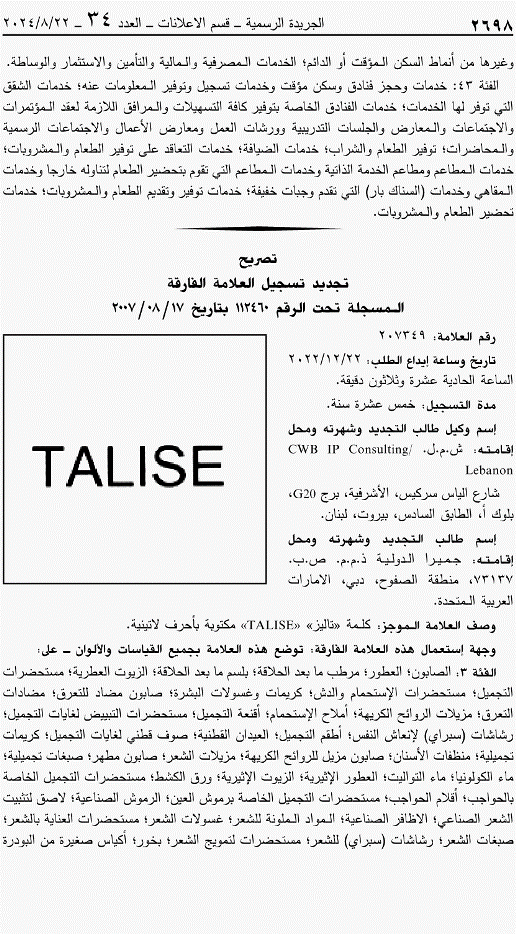 ٢٦٩٨ الجريدة الرسمية ــ قسم الاعلانات ــ العدد ٣٤ ــ ٢٠٢٤/٨/٢٢
وغيرها من أنماط السكن المؤقت أو الدائم؛ الخدمات المصرفية والمالية والتأمين والاستثمار والوساطة.
الفئة ٤٣: خدمات وحجز فنادق وسكن مؤقت وخدمات تسجيل وتوفير المعلومات عنه؛ خدمات الشقق
التي توفر لها الخدمات؛ خدمات الفنادق الخاصة بتوفير كافة التسهيلات والمرافق اللازمة لعقد المؤتمرات
والاجتماعات والمعارض والجلسات التدريبية وورشات العمل ومعارض الأعمال والاجتماعات الرسمية
والمحاضرات؛ توفير الطعام والشراب؛ خدمات الضيافة؛ خدمات التعاقد على توفير الطعام والمشروبات؛
خدمات المطاعم ومطاعم الخدمة الذاتية وخدمات المطاعم التي تقوم بتحضير الطعام لتناوله خارجا وخدمات
المقاهي وخدمات (السناك بار) التي تقدم وجبات خفيفة؛ خدمات توفير وتقديم الطعام والمشروبات؛ خدمات
تحضير الطعام والمشروبات.
تصريح
تجديد تسجيل العلامة الفارقة
المسجلة تحت الرقم ١١٢٤٦٠ بتاريخ ٢٠٠٧/٠٨/١٧
رقم العلامة: ٢٠٧٣٤٩
تاريخ وساعة إيداع الطلب: ٢٠٢٢/١٢/٢٢
الساعة الحادية عشرة وثلاثون دقيقة.
مدة التسجيل: خمس عشرة سنة.
إسم وكيل طالب التجديد وشهرته ومحل
إقامته: ش.م.ل. CWB IP Consulting/
Lebanon
شارع الياس سركيس، الأشرفية، برج G20،
بلوك أ، الطابق السادس، بيروت، لبنان.
إسم طالب التجديد وشهرته ومحل
إقامته: جميرا الدولية ذ.م.م. ص.ب.
٧٣١٣٧، منطقة الصفوح، دبي، الامارات
العربية المتحدة.
TALISE
وصف العلامة الموجز: كلمة «تاليز» «TALISE» مكتوبة بأحرف لاتينية.
وجهة إستعمال هذه العلامة الفارقة: توضع هذه العلامة بجميع القياسات والألوان ــ على:
الفئة ٣: الصابون؛ العطور؛ مرطب ما بعد الحلاقة؛ بلسم ما بعد الحلاقة؛ الزيوت العطرية؛ مستحضرات
التجميل؛ مستحضرات الإستحمام والدش؛ كريمات وغسولات البشرة؛ صابون مضاد للتعرق؛ مضادات
التعرق؛ مزيلات الروائح الكريهة؛ أملاح الإستحمام؛ أقنعة التجميل؛ مستحضرات التبييض لغايات التجميل؛
رشاشات (سبراي) لإنعاش النفس؛ أطقم التجميل؛ العيدان القطنية؛ صوف قطني لغايات التجميل؛ كريمات
تجميلية؛ منظفات الأسنان؛ صابون مزيل للروائح الكريهة؛ مزيلات الشعر؛ صابون مطهر؛ صبغات تجميلية؛
ماء الكولونيا؛ ماء التواليت؛ العطور الإثيرية؛ الزيوت الإثيرية؛ ورق الكشط؛ مستحضرات التجميل الخاصة
بالحواجب؛ أقلام الحواجب؛ مستحضرات التجميل الخاصة برموش العين؛ الرموش الصناعية؛ لاصق لتثبيت
الشعر الصناعي؛ الاظافر الصناعية؛ المواد الملونة للشعر؛ غسولات الشعر؛ مستحضرات العناية بالشعر؛
صبغات الشعر؛ رشاشات (سبراي) للشعر؛ مستحضرات لتمويج الشعر؛ بخور؛ أكياس صغيرة من البودرة